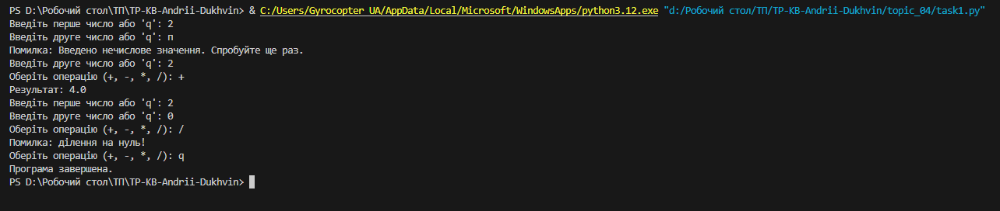 PS D:\Робочий стол\ТП\TP-KB-Andrii-Dukhvin> & C:/Users/Gyrocopter UA/AppData/Local/Microsoft/WindowsApps/python3.12.exe "d:/Робочий стол/ТП/TP-KB-Andrii-Dukhvin/topic_04/task1.py"
Введіть перше число або 'q': 2
Введіть друге число або 'q': п
Помилка: Введено нечислове значення. Спробуйте ще раз.
Введіть друге число або 'q': 2
Оберіть операцію (+, -, *, /): +
Результат: 4.0
Введіть перше число або 'q': 2
Введіть друге число або 'q': 0
Оберіть операцію (+, -, *, /): /
Помилка: ділення на нуль!
Оберіть операцію (+, -, *, /): q
Програма завершена.
PS D:\Робочий стол\ТП\TP-KB-Andrii-Dukhvin>